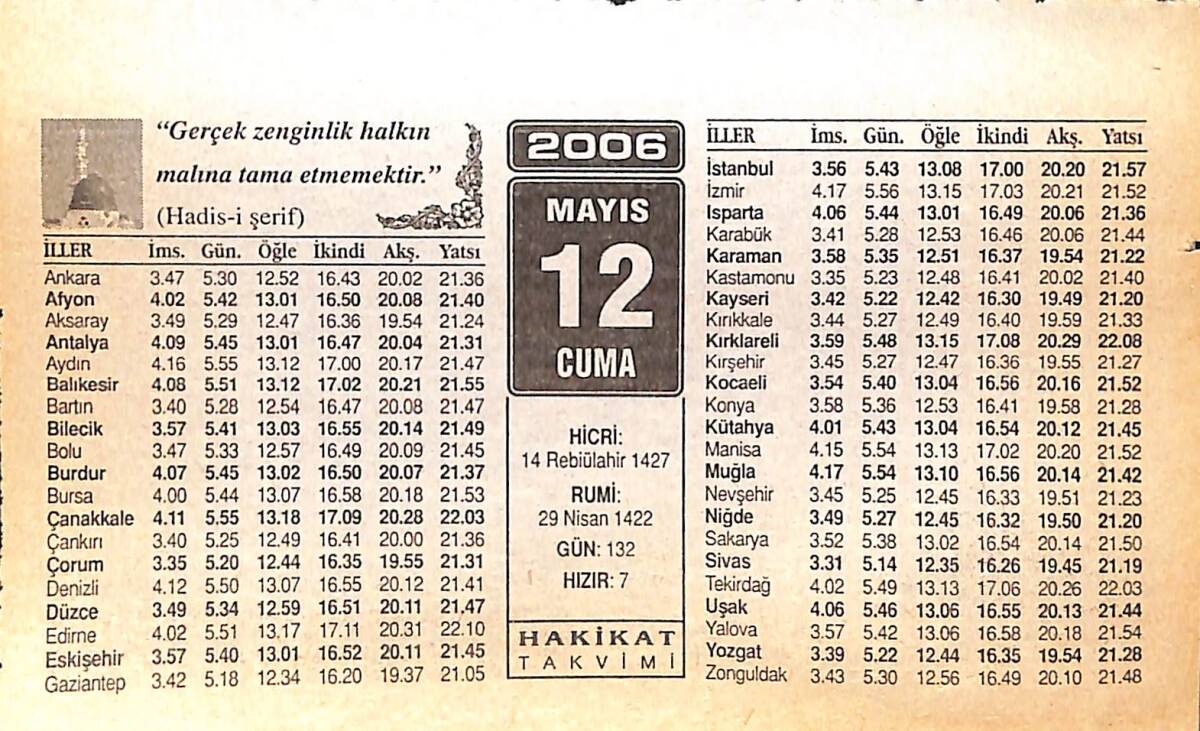 “Gerçek zenginlik halkın
malına tama etmemektir.”
(Hadis-i şerif)
İLLER İms. Gün. Öğle İkindi Akş. Yatsı
Ankara 3.47 5.30 12.52 16.43 20.02 21.36
Afyon 4.02 5.42 13.01 16.50 20.08 21.40
Aksaray 3.49 5.29 12.47 16.36 19.54 21.24
Antalya 4.09 5.45 13.01 16.47 20.04 21.31
Aydın 4.16 5.55 13.12 17.00 20.17 21.47
Balıkesir 4.08 5.51 13.12 17.02 20.21 21.55
Bartın 3.40 5.28 12.54 16.47 20.08 21.47
Bilecik 3.57 5.41 13.03 16.55 20.14 21.49
Bolu 3.47 5.33 12.57 16.49 20.09 21.45
Burdur 4.07 5.45 13.02 16.50 20.07 21.37
Bursa 4.00 5.44 13.07 16.58 20.18 21.53
Çanakkale 4.11 5.55 13.18 17.09 20.28 22.03
Çankırı 3.40 5.25 12.49 16.41 20.00 21.36
Çorum 3.35 5.20 12.44 16.35 19.55 21.31
Denizli 4.12 5.50 13.07 16.55 20.12 21.41
Düzce 3.49 5.34 12.59 16.51 20.11 21.47
Edirne 4.02 5.51 13.17 17.11 20.31 22.10
Eskişehir 3.57 5.40 13.01 16.52 20.11 21.45
Gaziantep 3.42 5.18 12.34 16.20 19.37 21.05
2006
MAYIS
12
CUMA
HİCRİ:
14 Rebiülahir 1427
RUMİ:
29 Nisan 1422
GÜN: 132
HIZIR: 7
HAKİKAT
TAKVİMİ
İLLER İms. Gün. Öğle İkindi Akş. Yatsı
İstanbul 3.56 5.43 13.08 17.00 20.20 21.57
İzmir 4.17 5.56 13.15 17.03 20.21 21.52
Isparta 4.06 5.44 13.01 16.49 20.06 21.36
Karabük 3.41 5.28 12.53 16.46 20.06 21.44
Karaman 3.58 5.35 12.51 16.37 19.54 21.22
Kastamonu 3.35 5.23 12.48 16.41 20.02 21.40
Kayseri 3.42 5.22 12.42 16.30 19.49 21.20
Kırıkkale 3.44 5.27 12.49 16.40 19.59 21.33
Kırklareli 3.59 5.48 13.15 17.08 20.29 22.08
Kırşehir 3.45 5.27 12.47 16.36 19.55 21.27
Kocaeli 3.54 5.40 13.04 16.56 20.16 21.52
Konya 3.58 5.36 12.53 16.41 19.58 21.28
Kütahya 4.01 5.43 13.04 16.54 20.12 21.45
Manisa 4.15 5.54 13.13 17.02 20.20 21.52
Muğla 4.17 5.54 13.10 16.56 20.14 21.42
Nevşehir 3.45 5.25 12.45 16.33 19.51 21.23
Niğde 3.49 5.27 12.45 16.32 19.50 21.20
Sakarya 3.52 5.38 13.02 16.54 20.14 21.50
Sivas 3.31 5.14 12.35 16.26 19.45 21.19
Tekirdağ 4.02 5.49 13.13 17.06 20.26 22.03
Uşak 4.06 5.46 13.06 16.55 20.13 21.44
Yalova 3.57 5.42 13.06 16.58 20.18 21.54
Yozgat 3.39 5.22 12.44 16.35 19.54 21.28
Zonguldak 3.43 5.30 12.56 16.49 20.10 21.48